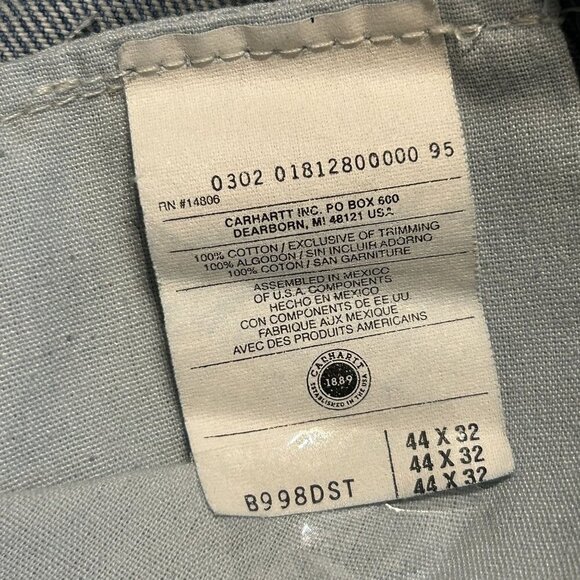 0302 01812800000 95
RN #14806
CARHARTT INC. PO BOX 600
DEARBORN, MI 48121 USA
100% COTTON / EXCLUSIVE OF TRIMMING
100% ALGODON / SIN INCLUIR ADORNO
100% COTON / SAN GARNITURE
ASSEMBLED IN MEXICO
OF U.S.A. COMPONENTS
HECHO EN MEXICO
CON COMPONENTES DE EE UU
FABRIQUE AUX MEXIQUE
AVEC DES PRODUITS AMERICAINS
CARHARTT
1889
ESTABLISHED IN THE USA
B998DST
44 X 32
44 X 32
44 X 32